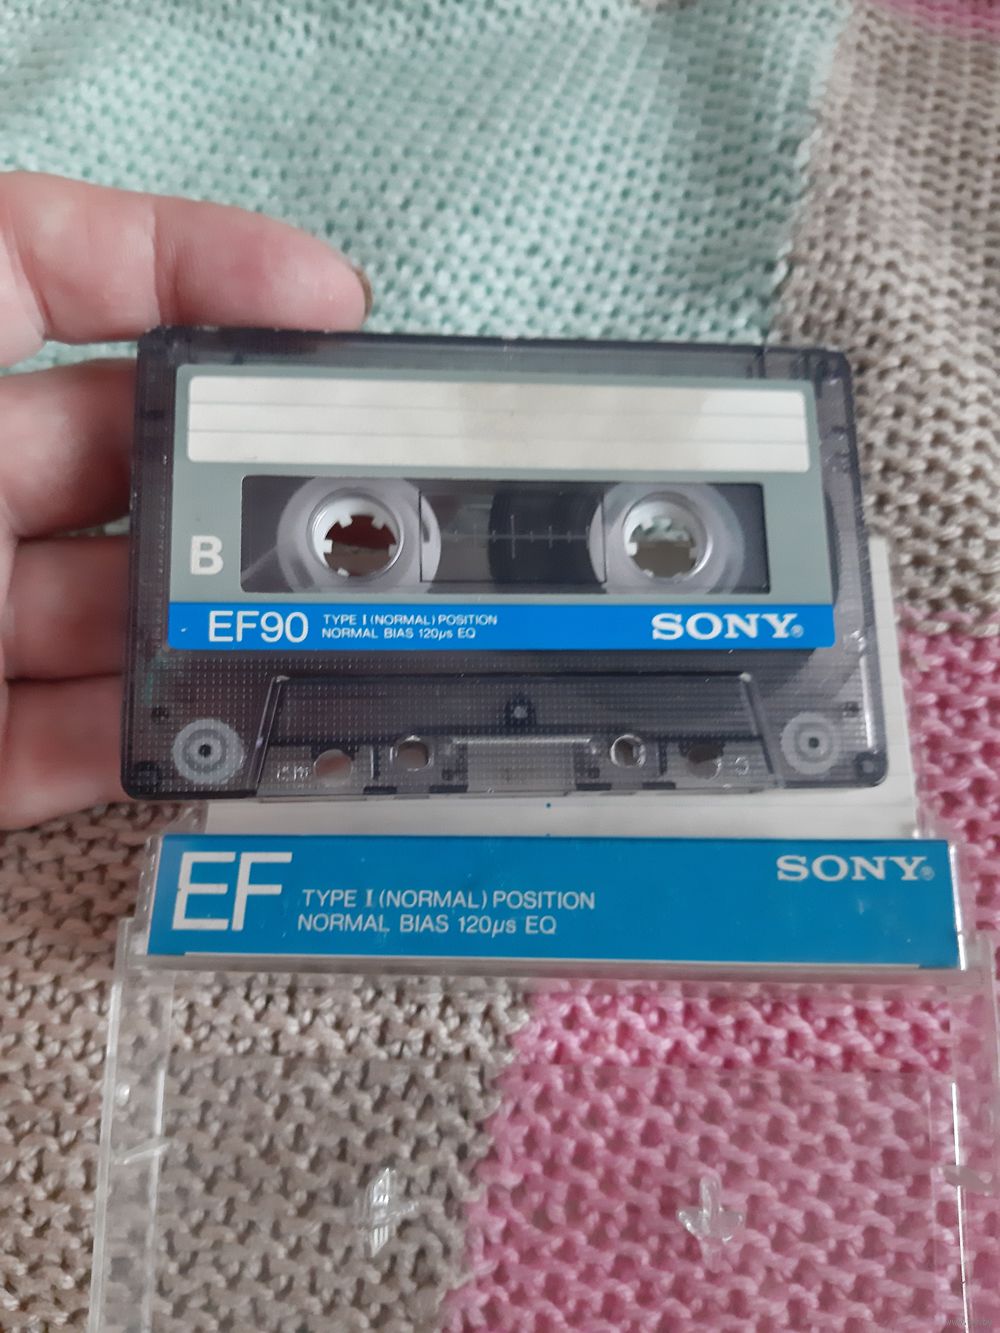 B
EF90 TYPE I (NORMAL) POSITION
NORMAL BIAS 120µs EQ
SONY®
EF TYPE I (NORMAL) POSITION
NORMAL BIAS 120µs EQ
SONY®